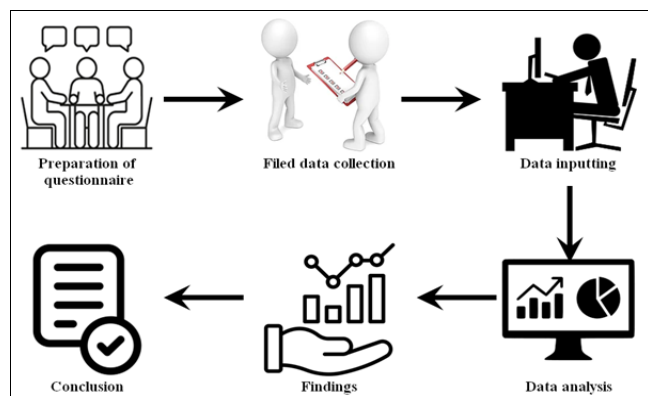 Preparation of
questionnaire
Filed data collection
Data inputting
Data analysis
Findings
Conclusion